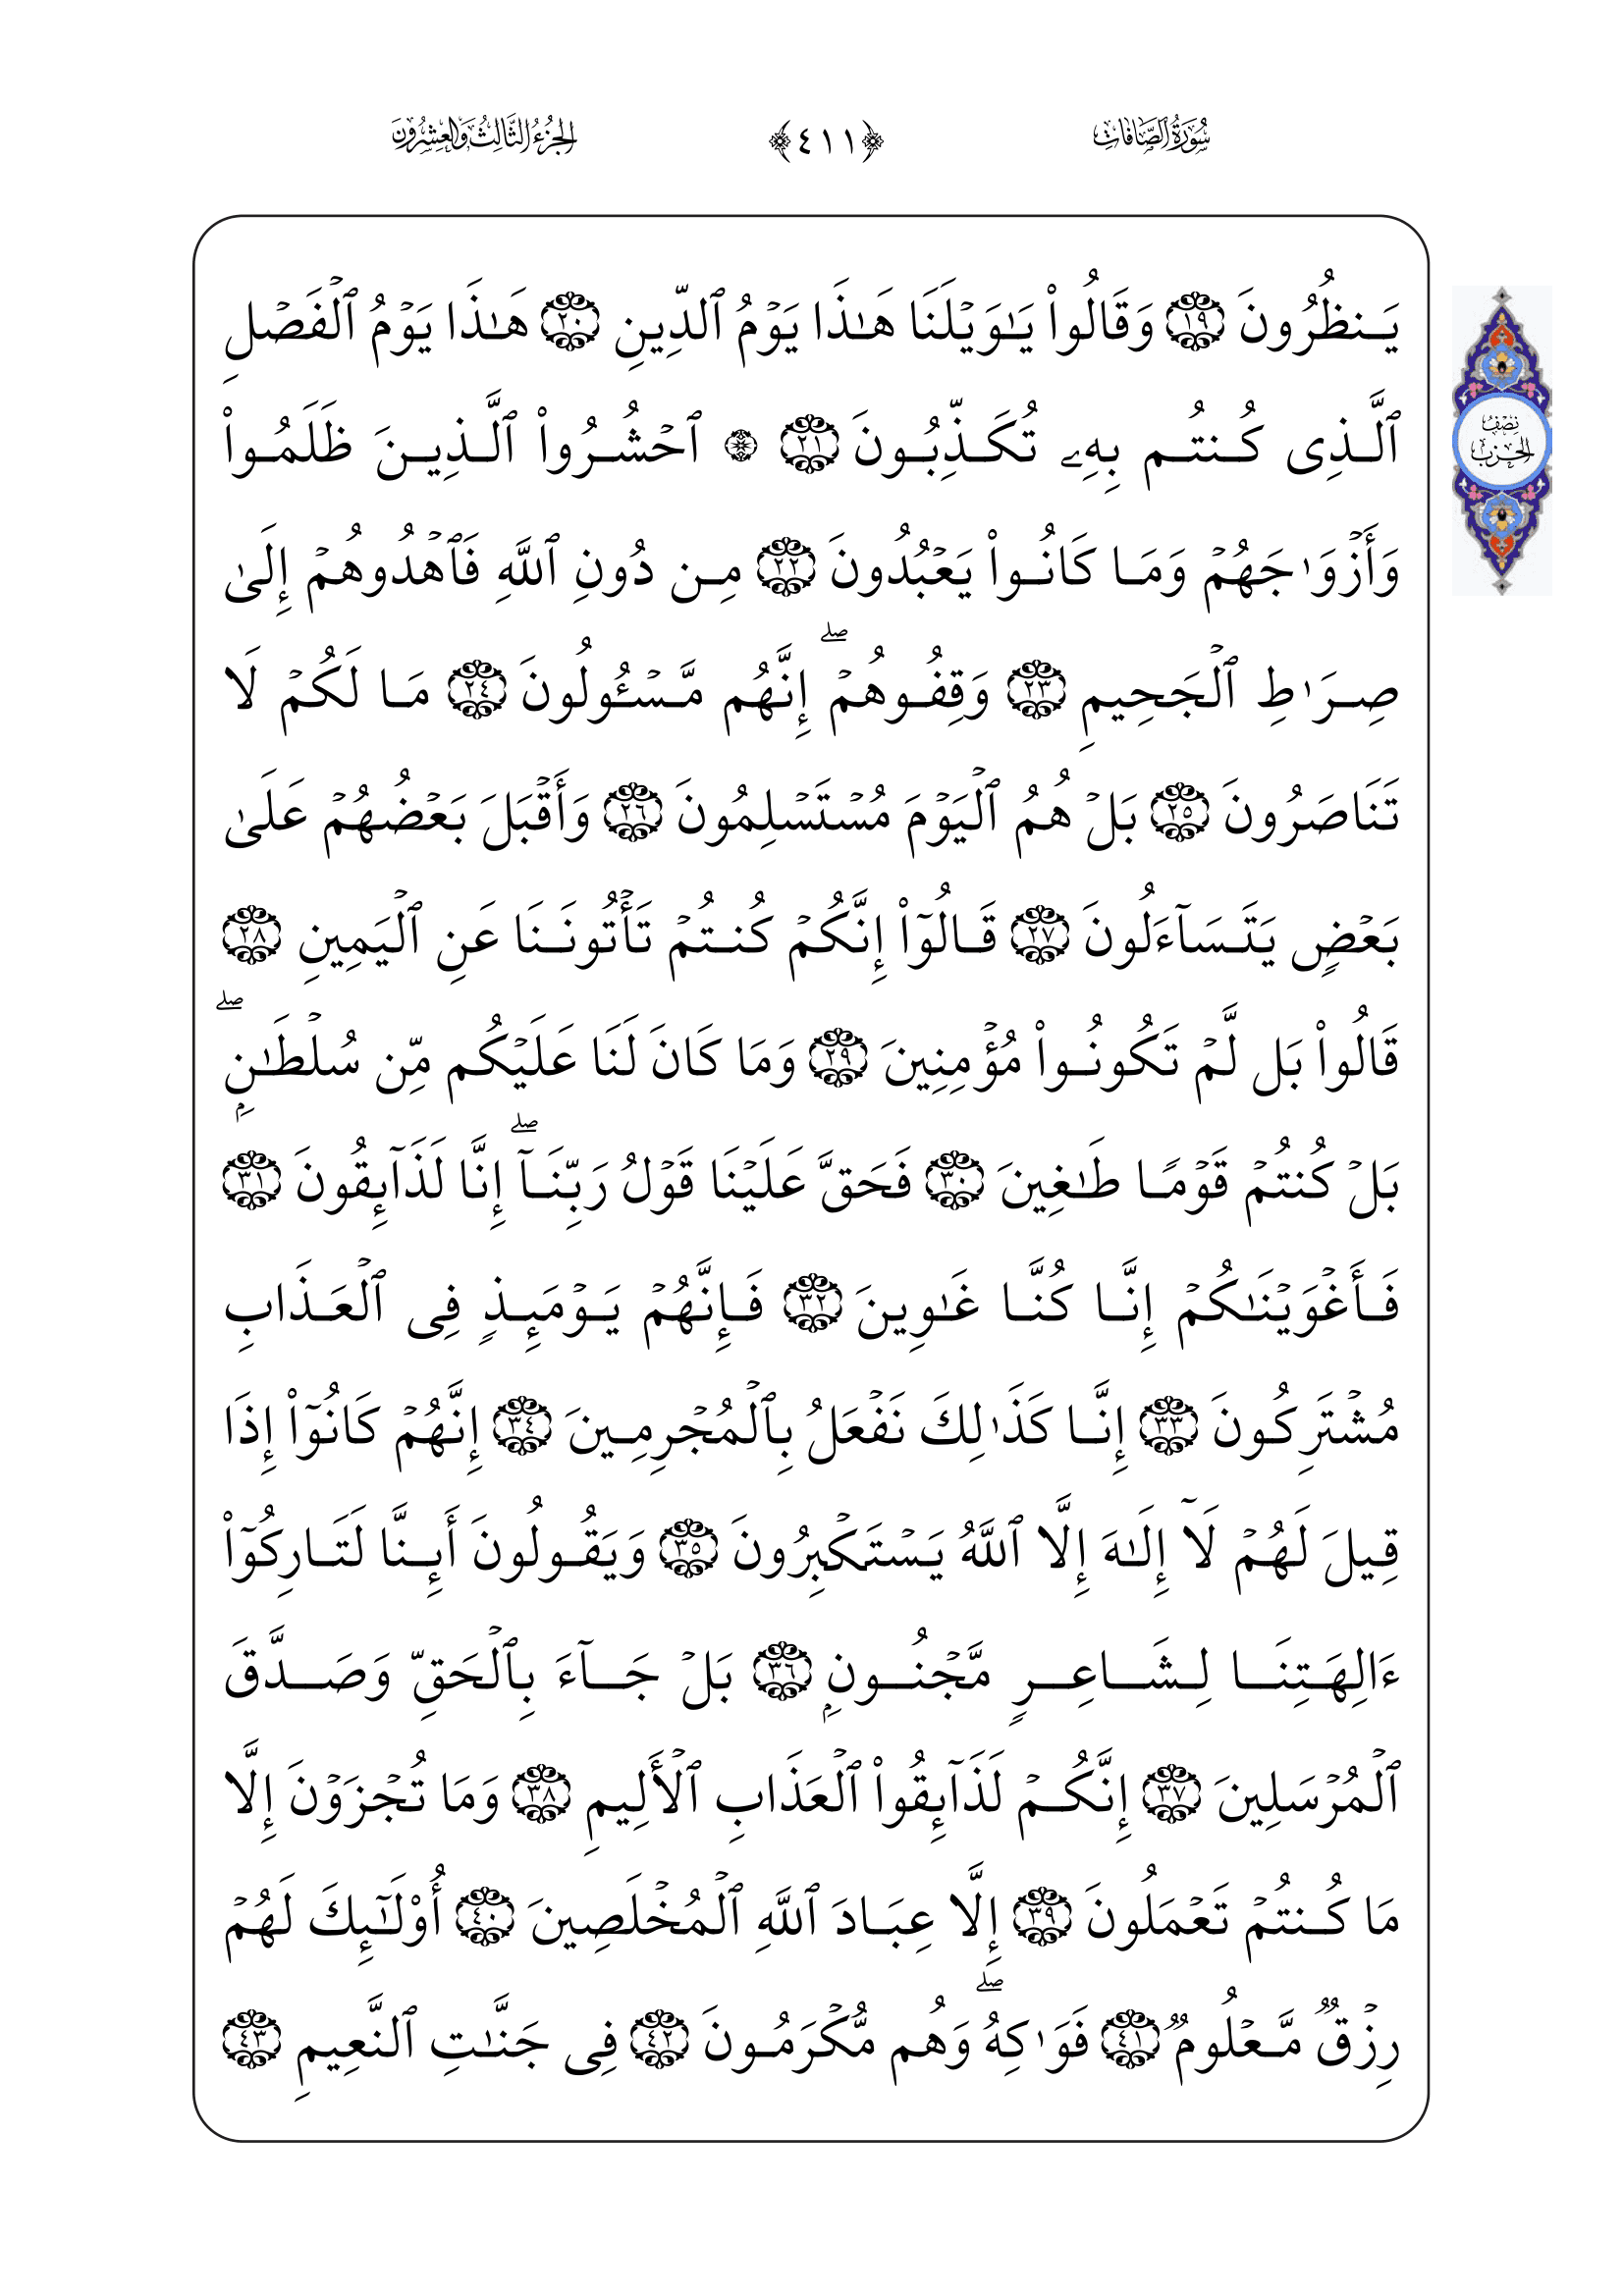 سُورَةُ الصَّافَّاتِ ﴿٤١١﴾ الجُزْءُ الثَّالِثُ وَالعِشْرُونَ
يَنظُرُونَ ١٩ وَقَالُوا۟ يَـٰوَيْلَنَا هَـٰذَا يَوْمُ ٱلدِّينِ ٢٠ هَـٰذَا يَوْمُ ٱلْفَصْلِ
ٱلَّذِى كُنتُم بِهِۦ تُكَذِّبُونَ ٢١ ۞ ٱحْشُرُوا۟ ٱلَّذِينَ ظَلَمُوا۟
نِصْفُ
الحِزْبِ
وَأَزْوَٰجَهُمْ وَمَا كَانُوا۟ يَعْبُدُونَ ٢٢ مِن دُونِ ٱللَّهِ فَٱهْدُوهُمْ إِلَىٰ
صِرَٰطِ ٱلْجَحِيمِ ٢٣ وَقِفُوهُمْ ۖ إِنَّهُم مَّسْـُٔولُونَ ٢٤ مَا لَكُمْ لَا
تَنَاصَرُونَ ٢٥ بَلْ هُمُ ٱلْيَوْمَ مُسْتَسْلِمُونَ ٢٦ وَأَقْبَلَ بَعْضُهُمْ عَلَىٰ
بَعْضٍ يَتَسَآءَلُونَ ٢٧ قَالُوٓا۟ إِنَّكُمْ كُنتُمْ تَأْتُونَنَا عَنِ ٱلْيَمِينِ ٢٨
قَالُوا۟ بَل لَّمْ تَكُونُوا۟ مُؤْمِنِينَ ٢٩ وَمَا كَانَ لَنَا عَلَيْكُم مِّن سُلْطَـٰنٍۭ ۖ
بَلْ كُنتُمْ قَوْمًا طَـٰغِينَ ٣٠ فَحَقَّ عَلَيْنَا قَوْلُ رَبِّنَآ ۖ إِنَّا لَذَآئِقُونَ ٣١
فَأَغْوَيْنَـٰكُمْ إِنَّا كُنَّا غَـٰوِينَ ٣٢ فَإِنَّهُمْ يَوْمَئِذٍ فِى ٱلْعَذَابِ
مُشْتَرِكُونَ ٣٣ إِنَّا كَذَٰلِكَ نَفْعَلُ بِٱلْمُجْرِمِينَ ٣٤ إِنَّهُمْ كَانُوٓا۟ إِذَا
قِيلَ لَهُمْ لَآ إِلَـٰهَ إِلَّا ٱللَّهُ يَسْتَكْبِرُونَ ٣٥ وَيَقُولُونَ أَئِنَّا لَتَارِكُوٓا۟
ءَالِهَتِنَا لِشَاعِرٍ مَّجْنُونٍۭ ٣٦ بَلْ جَآءَ بِٱلْحَقِّ وَصَدَّقَ
ٱلْمُرْسَلِينَ ٣٧ إِنَّكُمْ لَذَآئِقُوا۟ ٱلْعَذَابِ ٱلْأَلِيمِ ٣٨ وَمَا تُجْزَوْنَ إِلَّا
مَا كُنتُمْ تَعْمَلُونَ ٣٩ إِلَّا عِبَادَ ٱللَّهِ ٱلْمُخْلَصِينَ ٤٠ أُو۟لَـٰٓئِكَ لَهُمْ
رِزْقٌ مَّعْلُومٌ ٤١ فَوَٰكِهُ ۖ وَهُم مُّكْرَمُونَ ٤٢ فِى جَنَّـٰتِ ٱلنَّعِيمِ ٤٣